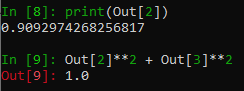 In [8]: print(Out[2])
0.9092974268256817
In [9]: Out[2]**2 + Out[3]**2
Out[9]: 1.0